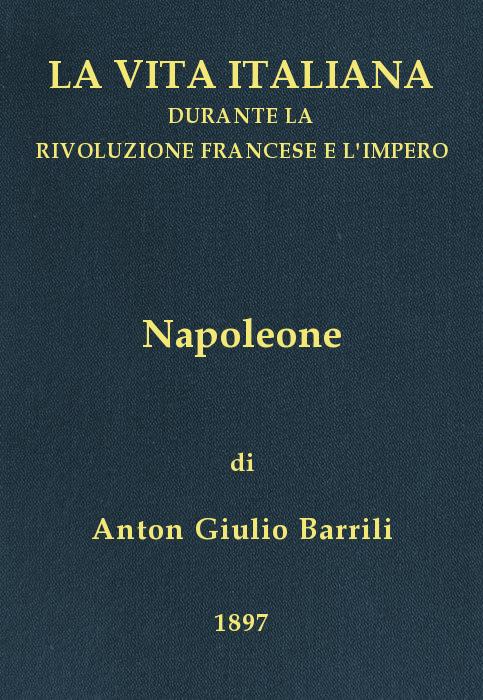 LA VITA ITALIANA
DURANTE LA
RIVOLUZIONE FRANCESE E L'IMPERO
Napoleone
di
Anton Giulio Barrili
1897